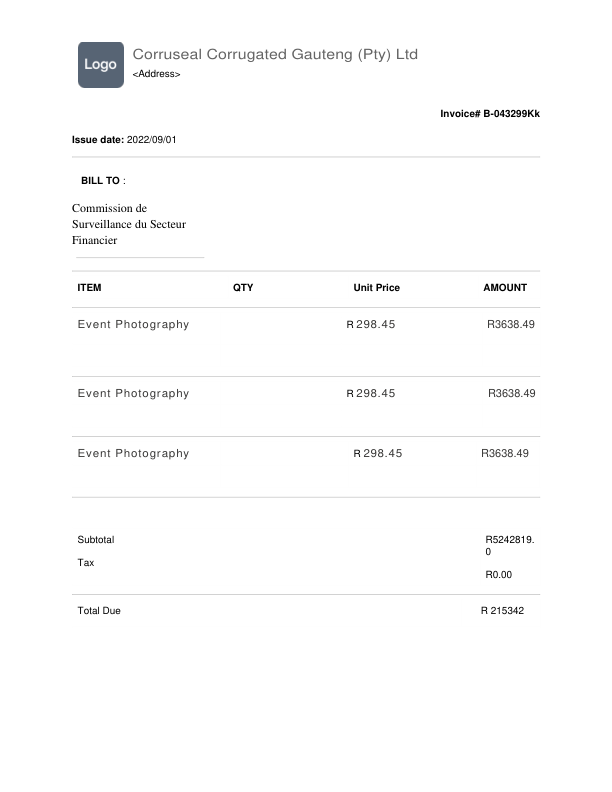 Logo
Corruseal Corrugated Gauteng (Pty) Ltd
<Address>
Invoice# B-043299Kk
Issue date: 2022/09/01
BILL TO :
Commission de
Surveillance du Secteur
Financier
ITEM QTY Unit Price AMOUNT
Event Photography R 298.45 R3638.49
Event Photography R 298.45 R3638.49
Event Photography R 298.45 R3638.49
Subtotal R5242819.
0
Tax
R0.00
Total Due R 215342